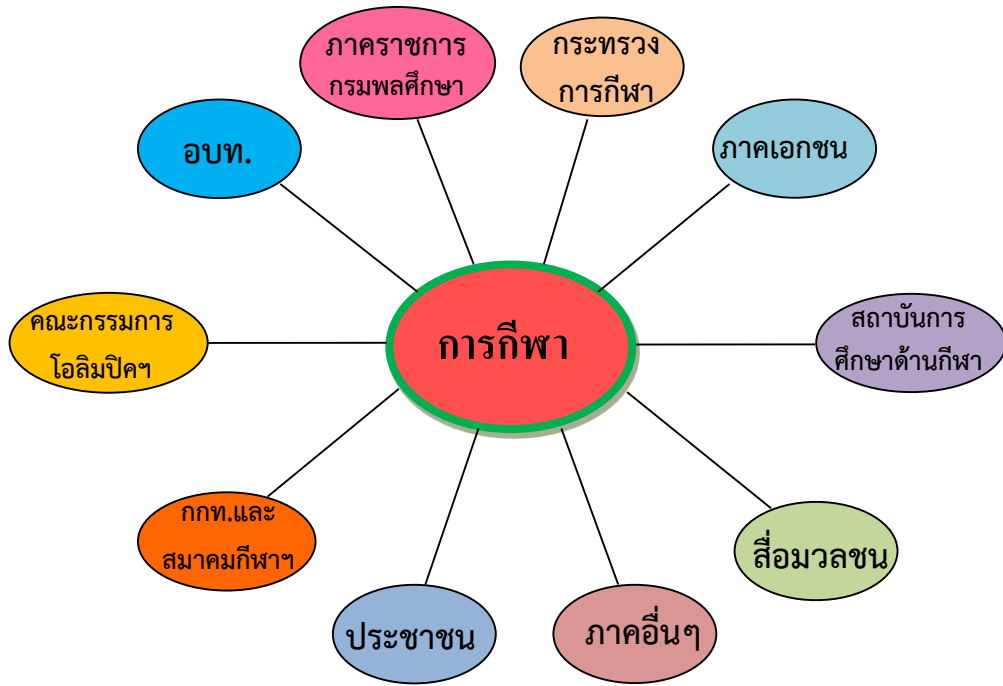 ภาคราชการ
กรมพลศึกษา
กระทรวง
การกีฬา
อบท.
ภาคเอกชน
คณะกรรมการ
โอลิมปิคฯ
การกีฬา
สถาบันการ
ศึกษาด้านกีฬา
กกท.และ
สมาคมกีฬาฯ
สื่อมวลชน
ประชาชน
ภาคอื่นๆ